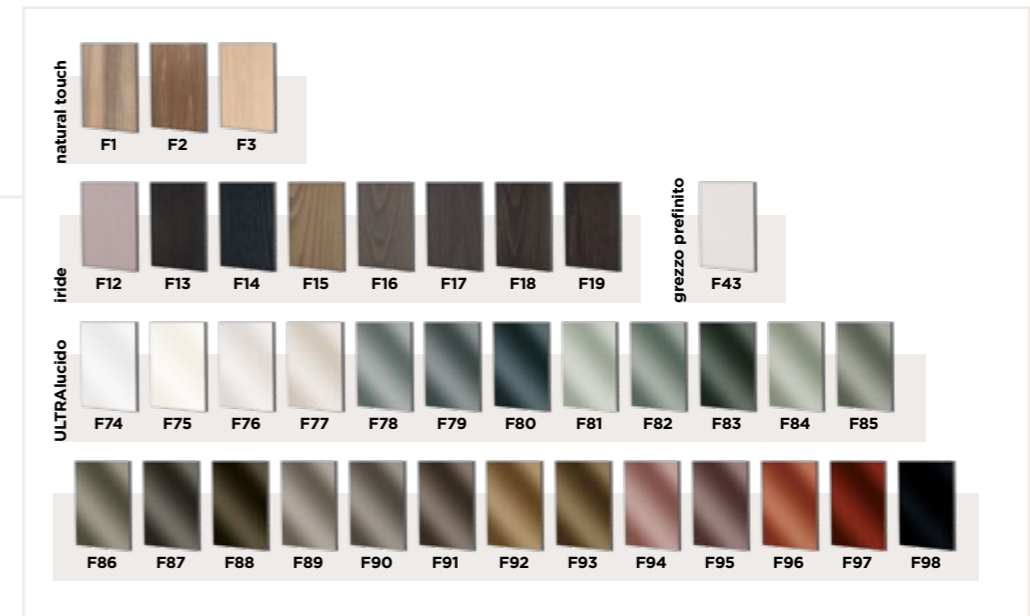 natural touch
F1 F2 F3
iride
F12 F13 F14 F15 F16 F17 F18 F19
grezzo prefinito
F43
ULTRAlucido
F74 F75 F76 F77 F78 F79 F80 F81 F82 F83 F84 F85
F86 F87 F88 F89 F90 F91 F92 F93 F94 F95 F96 F97 F98